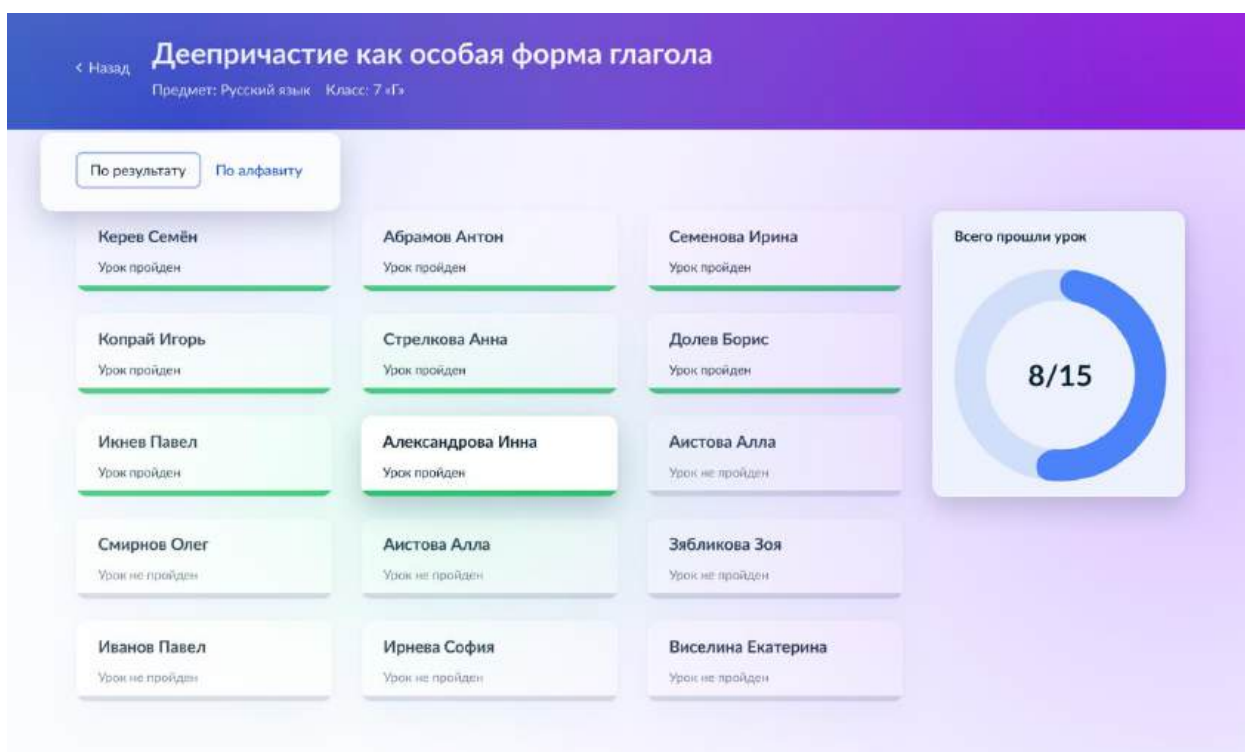 < Назад
Деепричастие как особая форма глагола
Предмет: Русский язык Класс: 7 «Г»
По результату По алфавиту
Керев Семён
Урок пройден
Абрамов Антон
Урок пройден
Семенова Ирина
Урок пройден
Всего прошли урок
8/15
Копрай Игорь
Урок пройден
Стрелкова Анна
Урок пройден
Долев Борис
Урок пройден
Икнев Павел
Урок пройден
Александрова Инна
Урок пройден
Аистова Алла
Урок не пройден
Смирнов Олег
Урок не пройден
Аистова Алла
Урок не пройден
Зябликова Зоя
Урок не пройден
Иванов Павел
Урок не пройден
Ирнева София
Урок не пройден
Виселина Екатерина
Урок не пройден